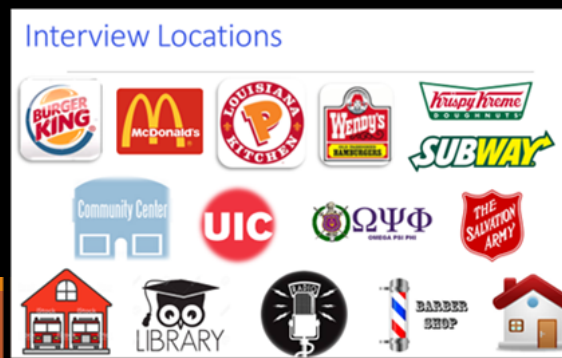 Interview Locations
BURGER
KING
McDonald's
LOUISIANA
P
KITCHEN
Wendy's
OLD FASHIONED
HAMBURGERS
Krispy Kreme
DOUGHNUTS
SUBWAY
Community Center
UIC
ΩΨΦ
OMEGA PSI PHI
THE
SALVATION
ARMY
LIBRARY
RADIO
BARBER
SHOP